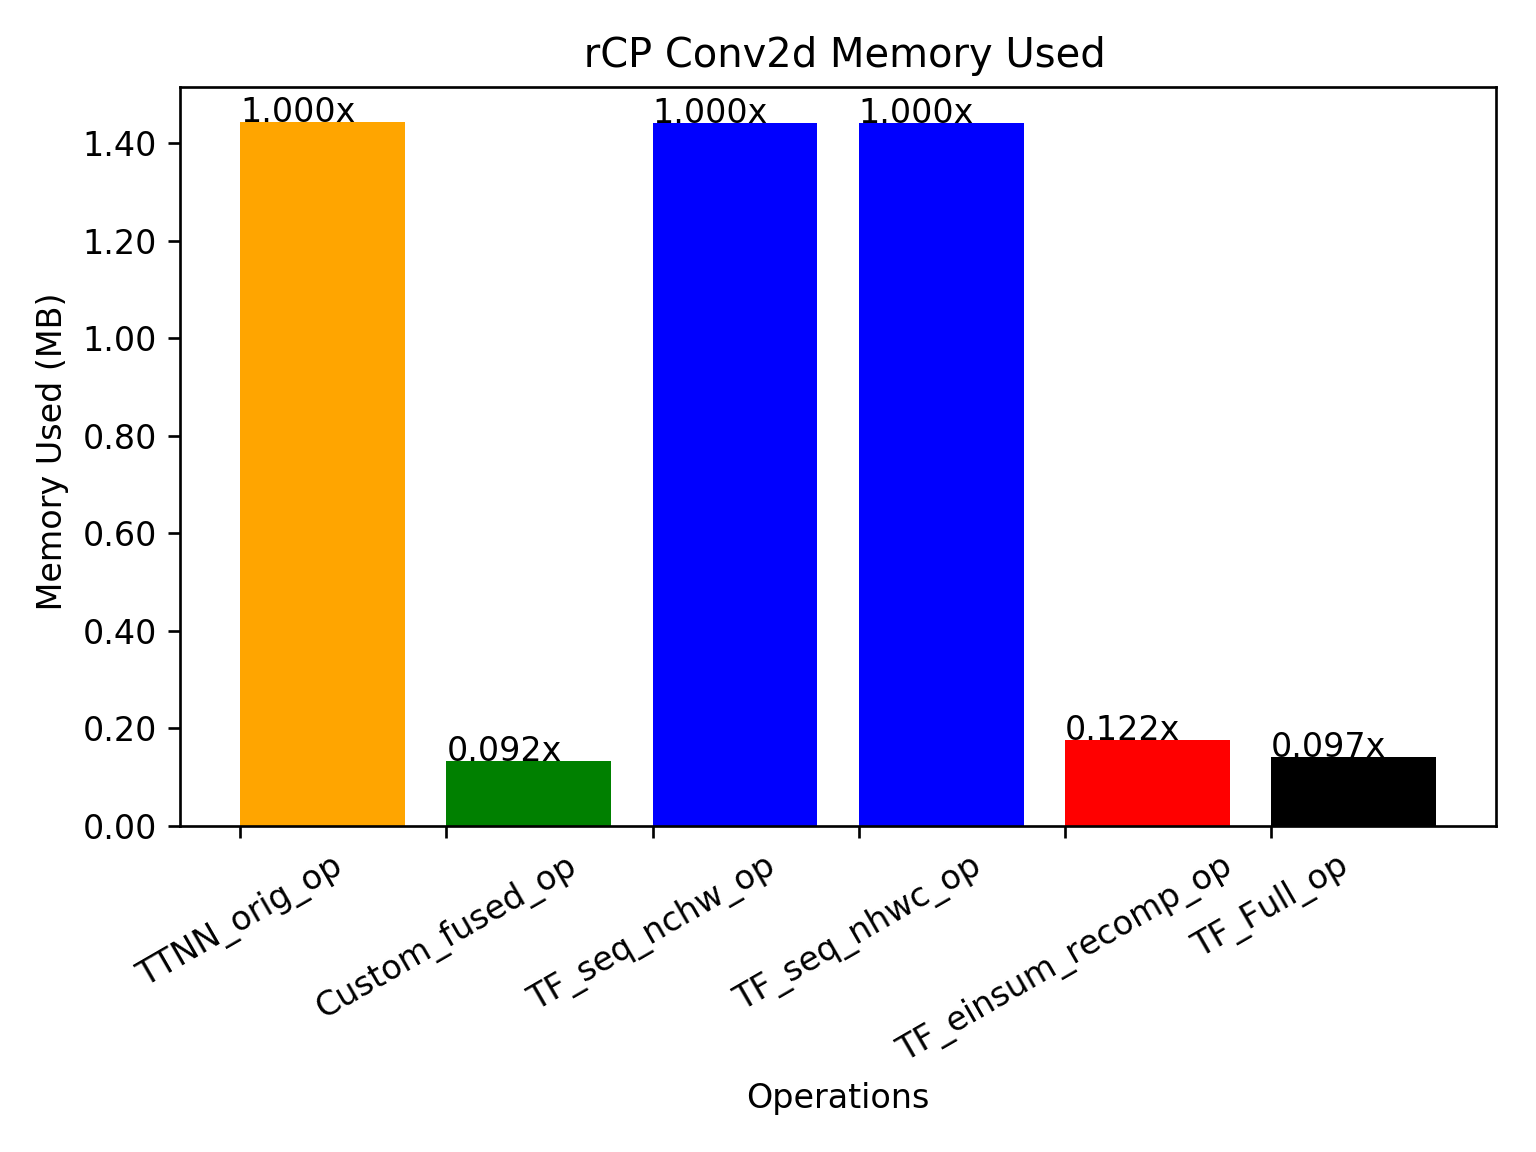 rCP Conv2d Memory Used
1.000x
1.000x
1.000x
0.092x
0.122x
0.097x
1.40
1.20
1.00
0.80
0.60
0.40
0.20
0.00
Memory Used (MB)
TTNN_orig_op
Custom_fused_op
TF_seq_nchw_op
TF_seq_nhwc_op
TF_einsum_recomp_op
TF_Full_op
Operations